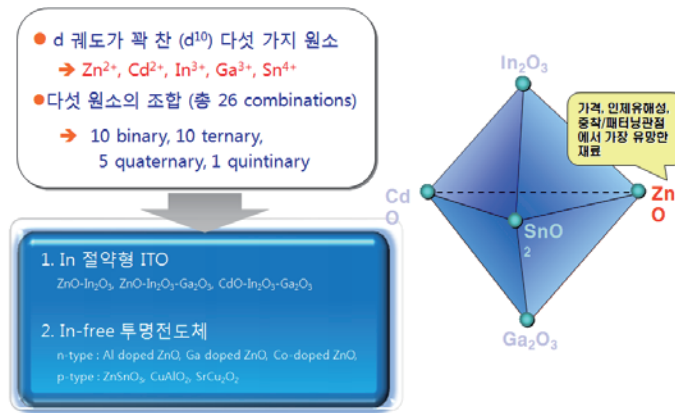 ● d 궤도가 꽉 찬 (d¹⁰) 다섯 가지 원소
➔ Zn²⁺, Cd²⁺, In³⁺, Ga³⁺, Sn⁴⁺
● 다섯 원소의 조합 (총 26 combinations)
➔ 10 binary, 10 ternary,
5 quaternary, 1 quintinary
1. In 절약형 ITO
ZnO-In₂O₃, ZnO-In₂O₃-Ga₂O₃, CdO-In₂O₃-Ga₂O₃
2. In-free 투명전도체
n-type : Al doped ZnO, Ga doped ZnO, Co-doped ZnO,
p-type : ZnSnO₃, CuAlO₂, SrCu₂O₂
In₂O₃
가격, 인체유해성,
증착/패터닝관점
에서 가장 유망한
재료
Cd
O
Zn
O
SnO
2
Ga₂O₃